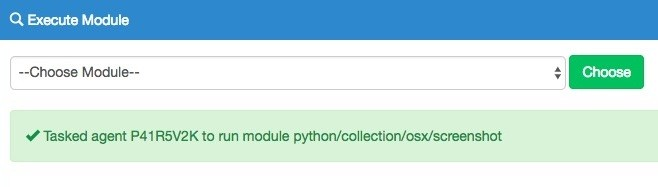 Execute Module
--Choose Module--
Choose
Tasked agent P41R5V2K to run module python/collection/osx/screenshot